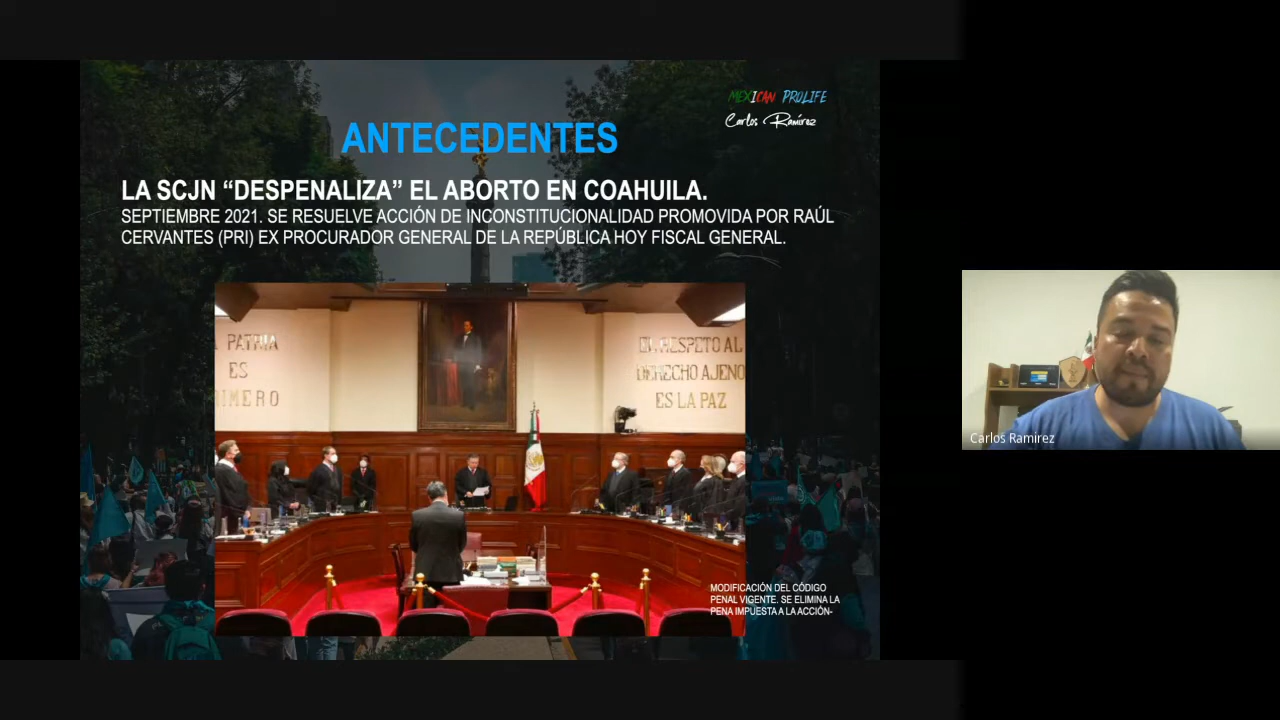 MEXICAN PROLIFE
Carlos Ramírez
ANTECEDENTES
LA SCJN “DESPENALIZA” EL ABORTO EN COAHUILA.
SEPTIEMBRE 2021. SE RESUELVE ACCIÓN DE INCONSTITUCIONALIDAD PROMOVIDA POR RAÚL
CERVANTES (PRI) EX PROCURADOR GENERAL DE LA REPÚBLICA HOY FISCAL GENERAL.
PATRIA
ES
IMERO
EL RESPETO AL
DERECHO AJENO
ES LA PAZ
MODIFICACIÓN DEL CÓDIGO
PENAL VIGENTE. SE ELIMINA LA
PENA IMPUESTA A LA ACCIÓN-
Carlos Ramirez